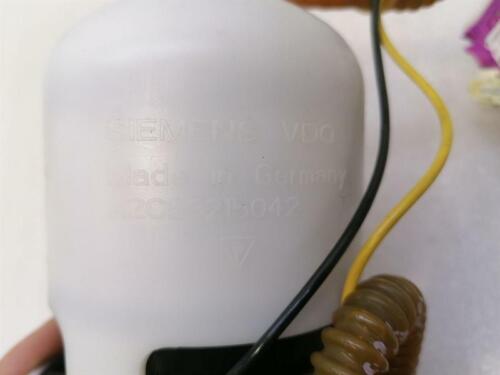 SIEMENS VDO
Made in Germany